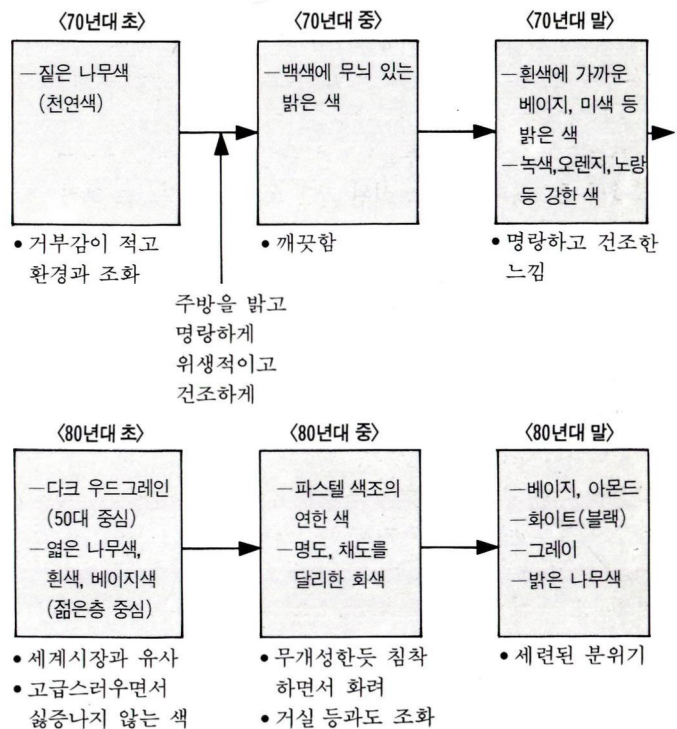 〈70년대 초〉
—짙은 나무색
(천연색)
• 거부감이 적고
환경과 조화
주방을 밝고
명랑하게
위생적이고
건조하게
〈70년대 중〉
—백색에 무늬 있는
밝은 색
• 깨끗함
〈70년대 말〉
—흰색에 가까운
베이지, 미색 등
밝은 색
—녹색,오렌지,노랑
등 강한 색
• 명랑하고 건조한
느낌
〈80년대 초〉
—다크 우드그레인
(50대 중심)
—엷은 나무색,
흰색, 베이지색
(젊은층 중심)
• 세계시장과 유사
• 고급스러우면서
싫증나지 않는 색
〈80년대 중〉
—파스텔 색조의
연한 색
—명도, 채도를
달리한 회색
• 무개성한듯 침착
하면서 화려
• 거실 등과도 조화
〈80년대 말〉
—베이지, 아몬드
—화이트(블랙)
—그레이
—밝은 나무색
• 세련된 분위기